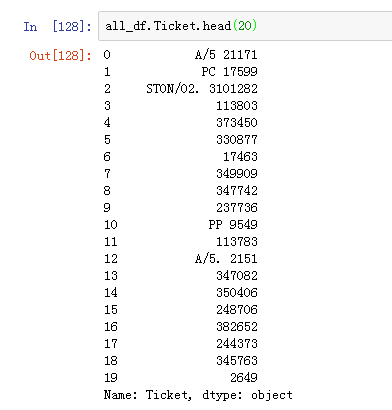 In [128]: all_df.Ticket.head(20)
Out[128]: 0 A/5 21171
1 PC 17599
2 STON/O2. 3101282
3 113803
4 373450
5 330877
6 17463
7 349909
8 347742
9 237736
10 PP 9549
11 113783
12 A/5. 2151
13 347082
14 350406
15 248706
16 382652
17 244373
18 345763
19 2649
Name: Ticket, dtype: object